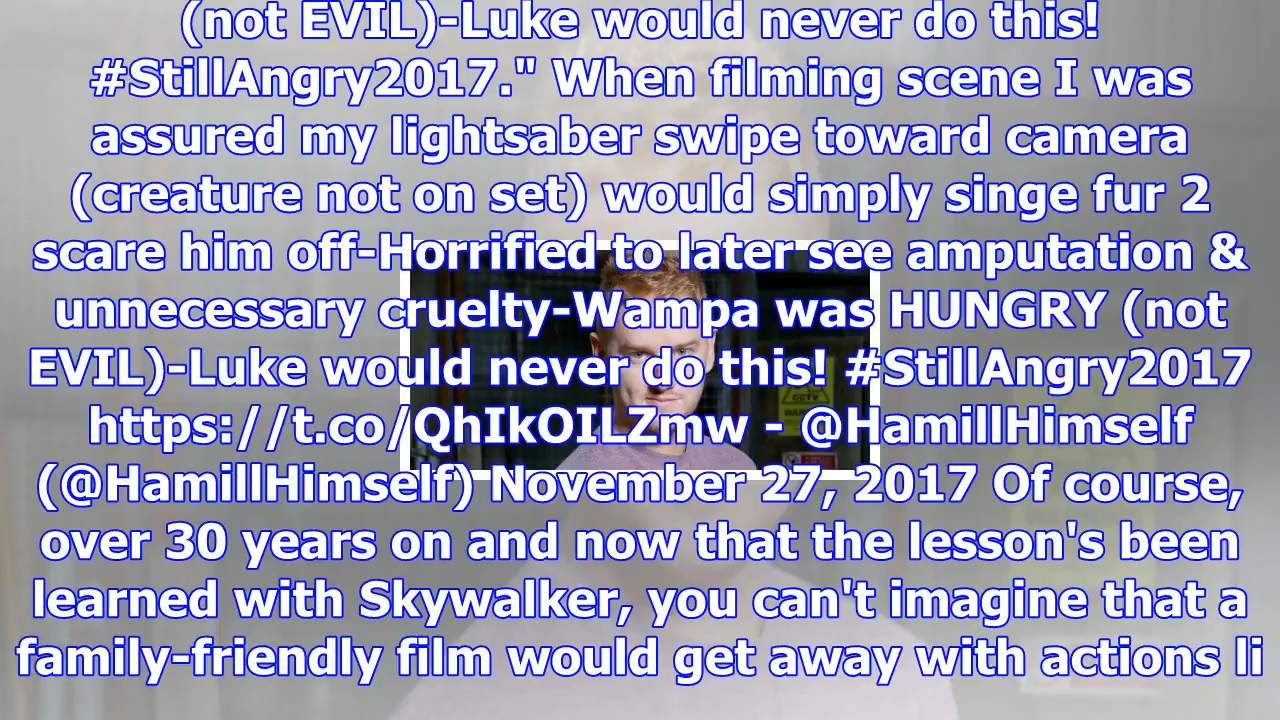 (not EVIL)-Luke would never do this!
#StillAngry2017." When filming scene I was
assured my lightsaber swipe toward camera
(creature not on set) would simply singe fur 2
scare him off-Horrified to later see amputation &
unnecessary cruelty-Wampa was HUNGRY (not
EVIL)-Luke would never do this! #StillAngry2017
https://t.co/QhIkOILZmw - @HamillHimself
(@HamillHimself) November 27, 2017 Of course,
over 30 years on and now that the lesson's been
learned with Skywalker, you can't imagine that a
family-friendly film would get away with actions li
CCTV